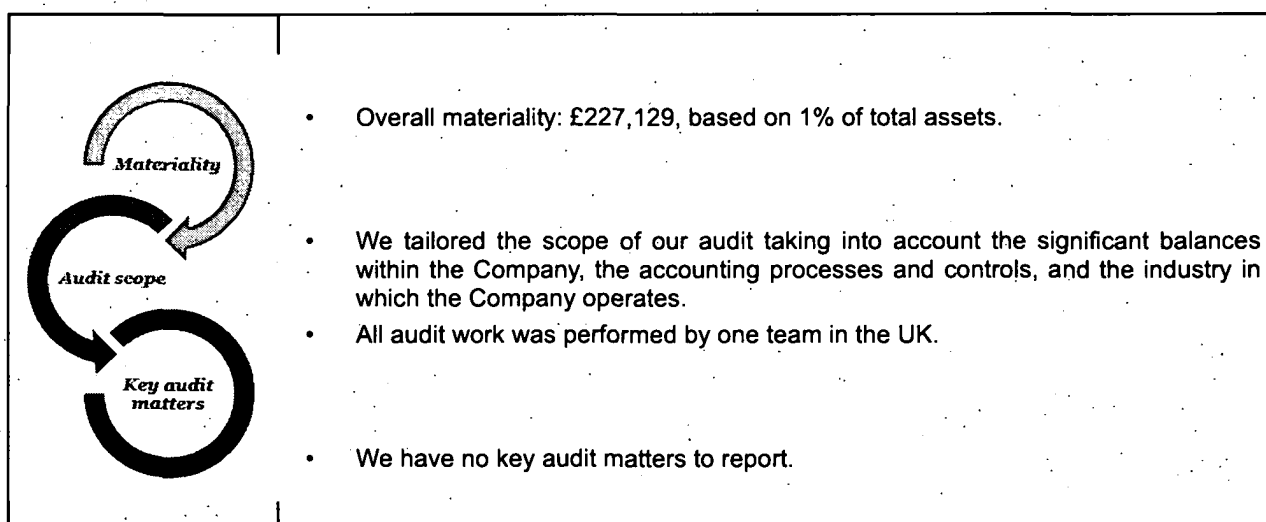 Materiality
• Overall materiality: £227,129, based on 1% of total assets.
Audit scope
• We tailored the scope of our audit taking into account the significant balances
within the Company, the accounting processes and controls, and the industry in
which the Company operates.
• All audit work was performed by one team in the UK.
Key audit
matters
• We have no key audit matters to report.